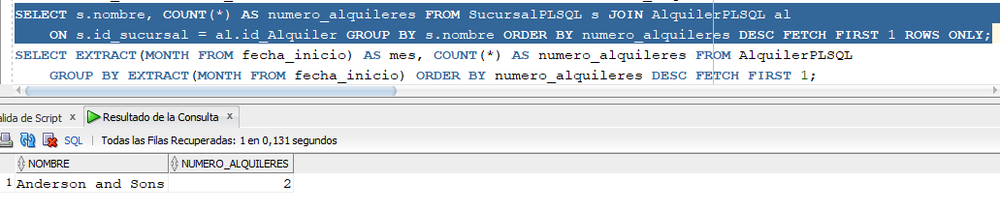 SELECT s.nombre, COUNT(*) AS numero_alquileres FROM SucursalPLSQL s JOIN AlquilerPLSQL al
ON s.id_sucursal = al.id_Alquiler GROUP BY s.nombre ORDER BY numero_alquileres DESC FETCH FIRST 1 ROWS ONLY;
SELECT EXTRACT(MONTH FROM fecha_inicio) AS mes, COUNT(*) AS numero_alquileres FROM AlquilerPLSQL
GROUP BY EXTRACT(MONTH FROM fecha_inicio) ORDER BY numero_alquileres DESC FETCH FIRST 1;
alida de Script x Resultado de la Consulta x
SQL | Todas las Filas Recuperadas: 1 en 0,131 segundos
NOMBRE NUMERO_ALQUILERES
1 Anderson and Sons 2